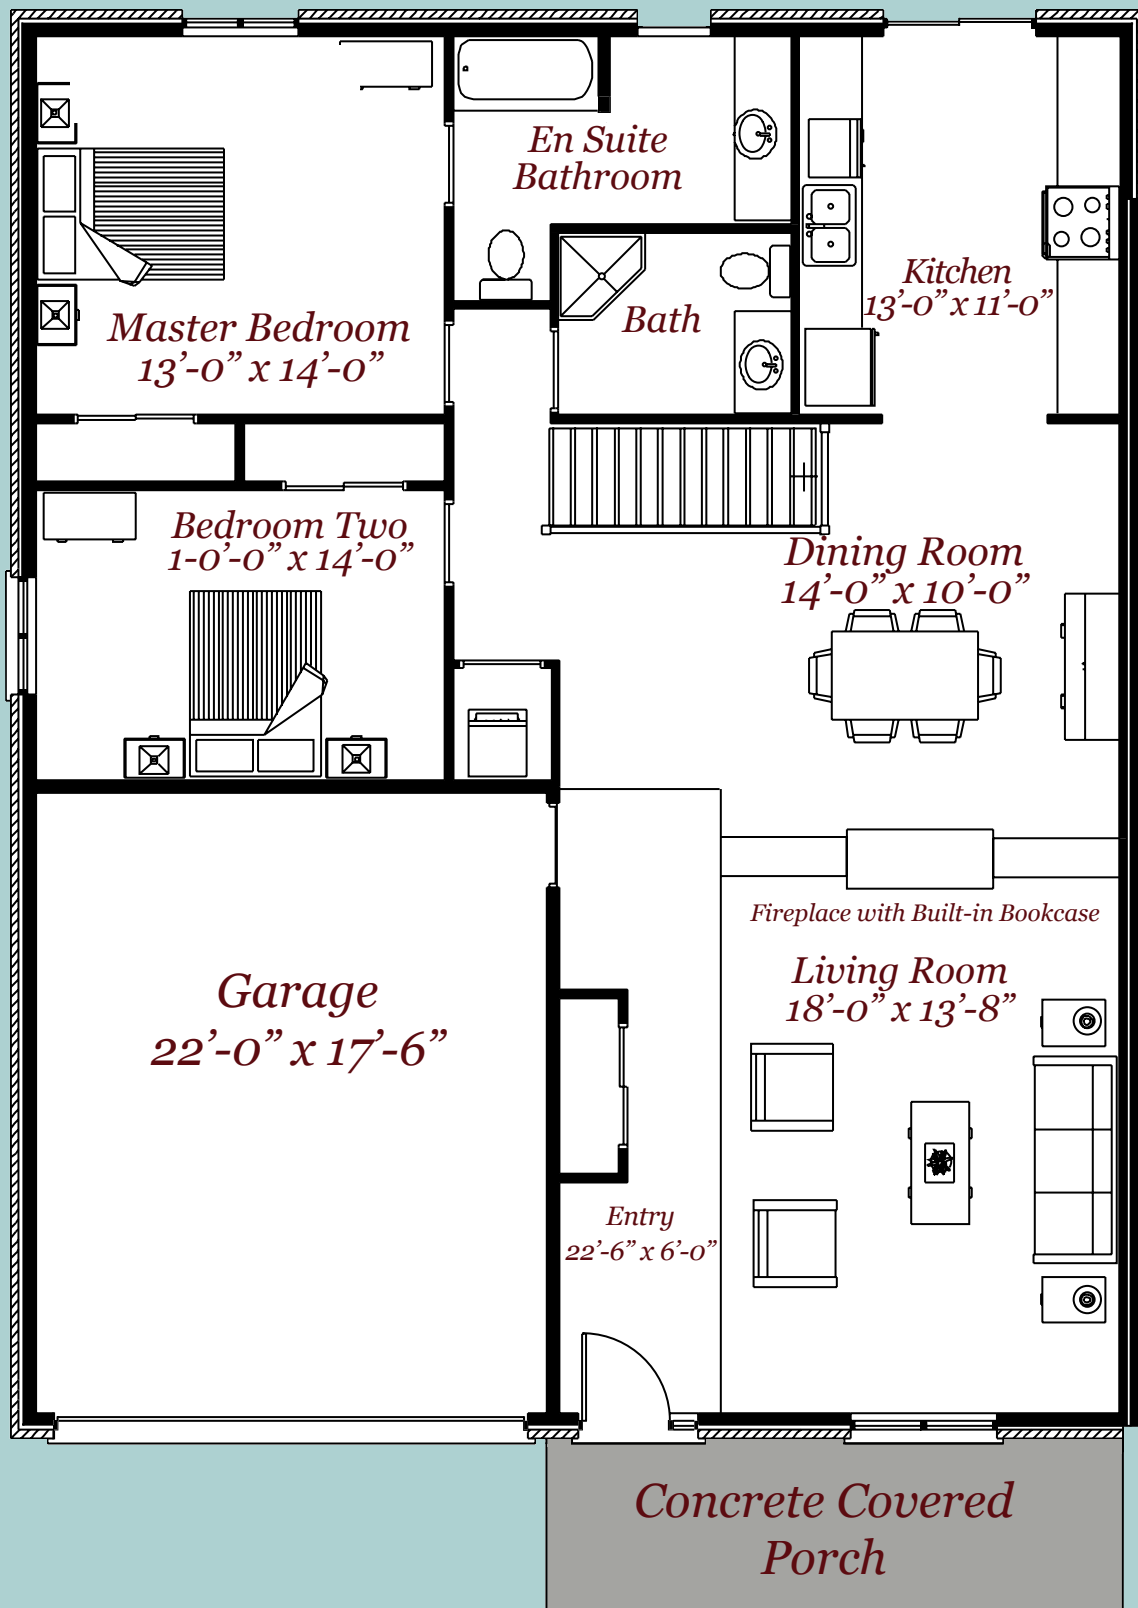 En Suite
Bathroom
Kitchen
13’-0” x 11’-0”
Master Bedroom
13’-0” x 14’-0”
Bath
Bedroom Two
1-0’-0” x 14’-0”
Dining Room
14’-0” x 10’-0”
Fireplace with Built-in Bookcase
Living Room
18’-0” x 13’-8”
Garage
22’-0” x 17’-6”
Entry
22’-6” x 6’-0”
Concrete Covered
Porch